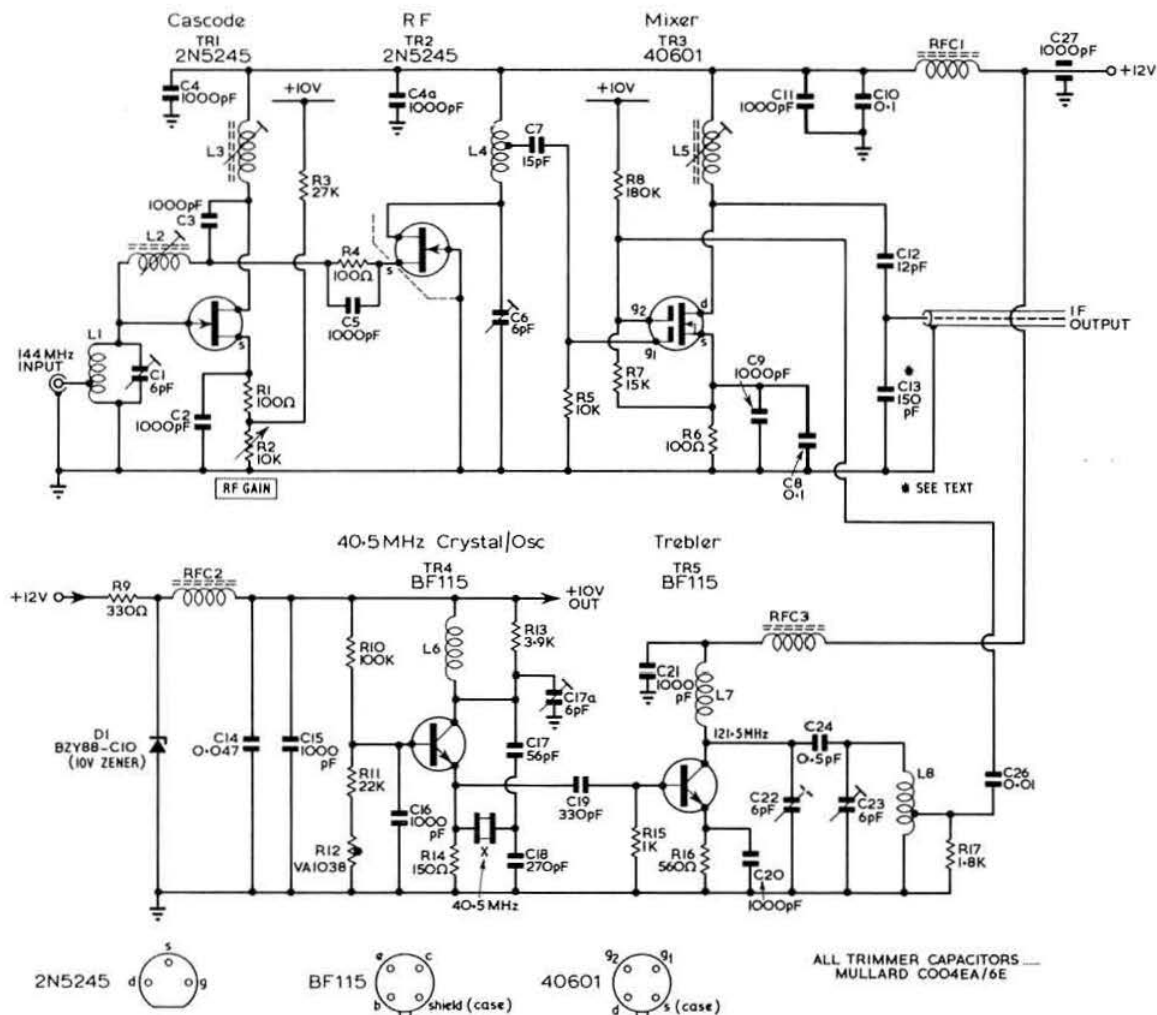 Cascode
TR1
2N5245
RF
TR2
2N5245
Mixer
TR3
40601
RFC1
C27
1000pF
+12V
C4
1000pF
+10V
C4a
1000pF
+10V
C11
1000pF
C10
0·1
L3
R3
27K
L4
C7
15pF
R8
180K
L5
1000pF
C3
L2
R4
100Ω
s
C5
1000pF
C6
6pF
C12
12pF
IF
OUTPUT
g2
d
g1
s
L1
144MHz
INPUT
C1
6pF
s
R1
100Ω
C2
1000pF
R2
10K
RF GAIN
R5
10K
R7
15K
R6
100Ω
C9
1000pF
C8
0·1
*
C13
150
pF
* SEE TEXT
40·5MHz Crystal/Osc
TR4
BF115
Trebler
TR5
BF115
+12V
R9
330Ω
RFC2
+10V
OUT
R10
100K
L6
R13
3·9K
RFC3
C21
1000
pF
L7
C17a
6pF
D1
BZY88-C10
(10V ZENER)
C14
0·047
C15
1000
pF
C17
56pF
121·5MHz
C24
0·5pF
L8
C26
0·01
R11
22K
C16
1000
pF
C19
330pF
C22
6pF
C23
6pF
R12
VA1038
R14
150Ω
X
C18
270pF
R15
1K
R16
560Ω
C20
1000pF
R17
1·8K
40·5MHz
2N5245
s
d
g
BF115
e
c
b
shield (case)
40601
g2
g1
d
s (case)
ALL TRIMMER CAPACITORS __
MULLARD C004EA/6E